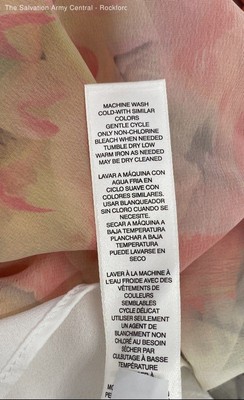 The Salvation Army Central - Rockforc
MACHINE WASH
COLD-WITH SIMILAR
COLORS
GENTLE CYCLE
ONLY NON-CHLORINE
BLEACH WHEN NEEDED
TUMBLE DRY LOW
WARM IRON AS NEEDED
MAY BE DRY CLEANED
LAVAR A MÁQUINA CON
AGUA FRIA EN
CICLO SUAVE CON
COLORES SIMILARES.
USAR BLANQUEADOR
SIN CLORO CUANDO SE
NECESITE.
SECAR A MÁQUINA A
BAJA TEMPERATURA
PLANCHAR A BAJA
TEMPERATURA
PUEDE LAVARSE EN
SECO
LAVER À LA MACHINE À
L'EAU FROIDE AVEC DES
VÊTEMENTS DE
COULEURS
SEMBLABLES
CYCLE DÉLICAT
UTILISER SEULEMENT
UN AGENT DE
BLANCHIMENT NON
CHLORÉ AU BESOIN
SÉCHER PAR
CULBUTAGE À BASSE
TEMPÉRATURE